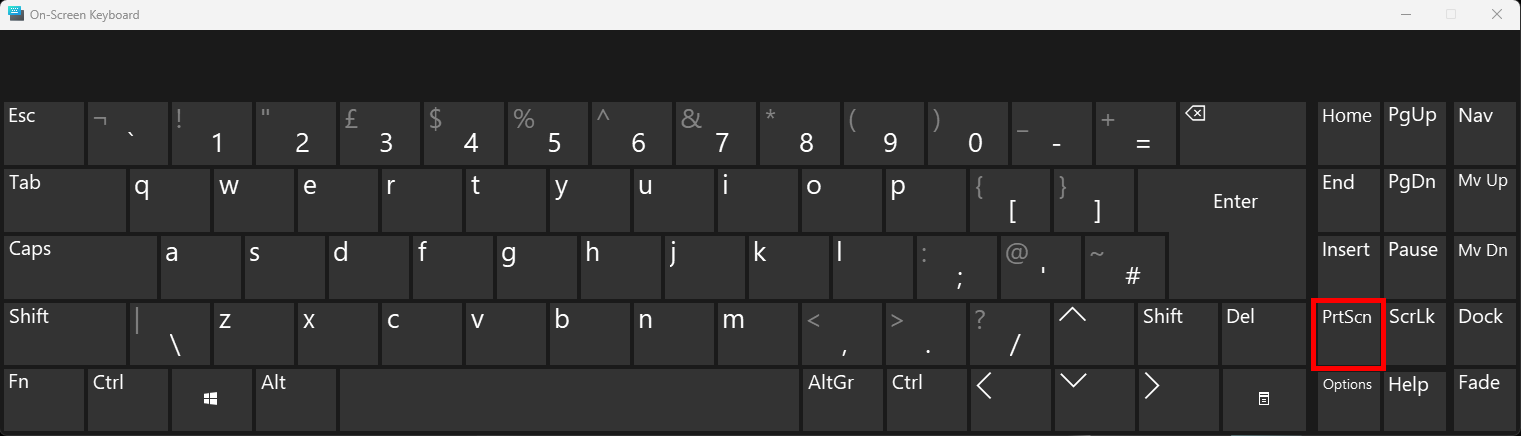 On-Screen Keyboard
Esc ¬ ` ! 1 " 2 £ 3 $ 4 % 5 ^ 6 & 7 * 8 ( 9 ) 0 _ - + = Home PgUp Nav
Tab q w e r t y u i o p { [ } ] Enter End PgDn Mv Up
Caps a s d f g h j k l : ; @ ' ~ # Insert Pause Mv Dn
Shift | \ z x c v b n m < , > . ? / Shift Del PrtScn ScrLk Dock
Fn Ctrl Alt AltGr Ctrl Options Help Fade